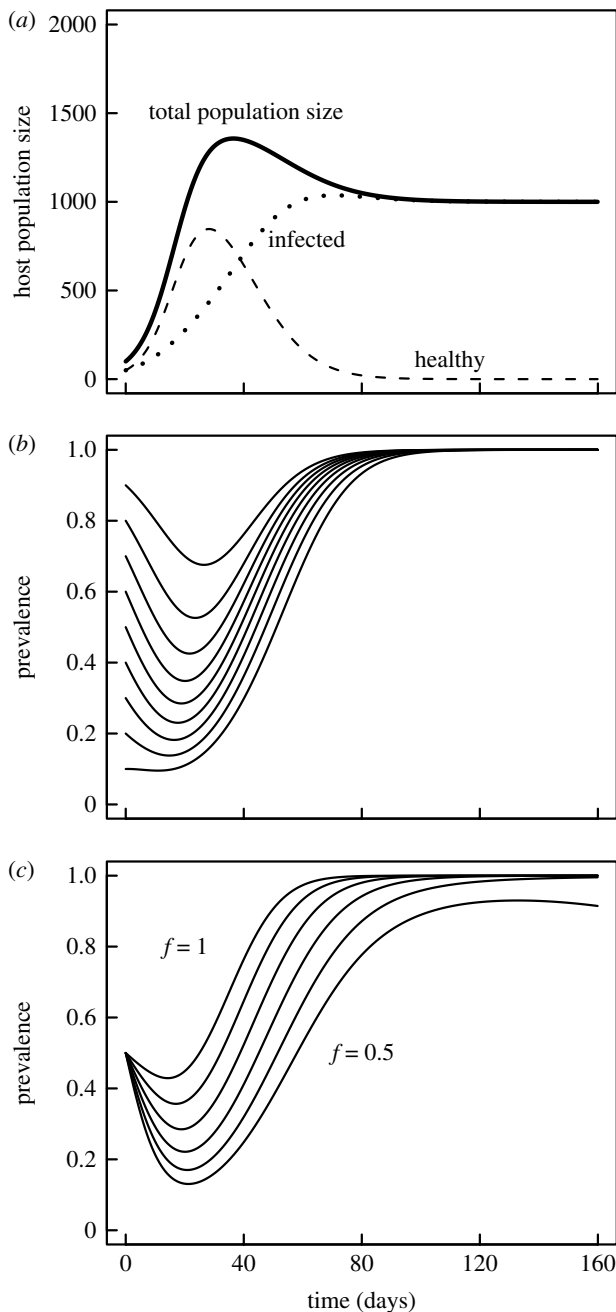 (a)
2000
1500
1000
500
0
host population size
total population size
infected
healthy
(b)
1.0
0.8
0.6
0.4
0.2
0
prevalence
(c)
1.0
0.8
0.6
0.4
0.2
0
prevalence
f = 1
f = 0.5
0 40 80 120 160
time (days)